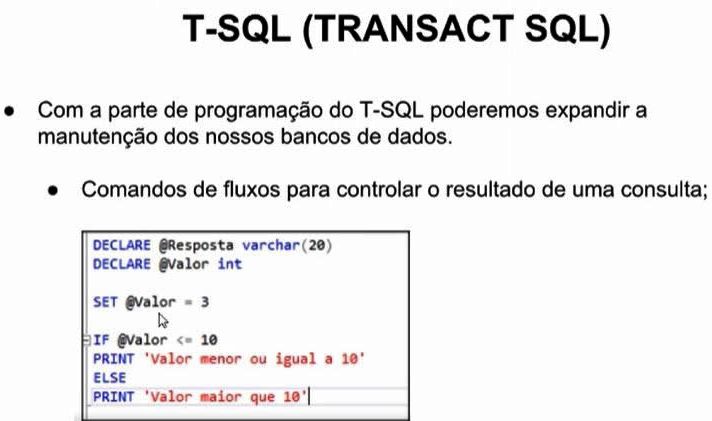 T-SQL (TRANSACT SQL)
● Com a parte de programação do T-SQL poderemos expandir a
manutenção dos nossos bancos de dados.
● Comandos de fluxos para controlar o resultado de uma consulta;
DECLARE @Resposta varchar(20)
DECLARE @Valor int
SET @Valor = 3
IF @Valor <= 10
PRINT 'Valor menor ou igual a 10'
ELSE
PRINT 'Valor maior que 10'